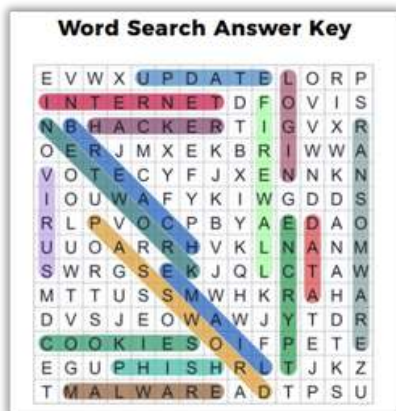 Word Search Answer Key
E V W X U P D A T E L O R P
I N T E R N E T D F O V I S
N B H A C K E R T I G V X R
O E R J M X E K B R I W W A
V O T E C Y F J X E N N K N
I O U W A F Y K I W G D D S
R L P V O C P B Y A E D A O
U U O A R R H V K L N A N M
S W R G S E K J Q L C T A W
M T T U S S M W H K R A H A
D V S J E O W A W J Y T D R
C O O K I E S O I F P E T E
E G U P H I S H R L T J K Z
T M A L W A R E A D T P S U